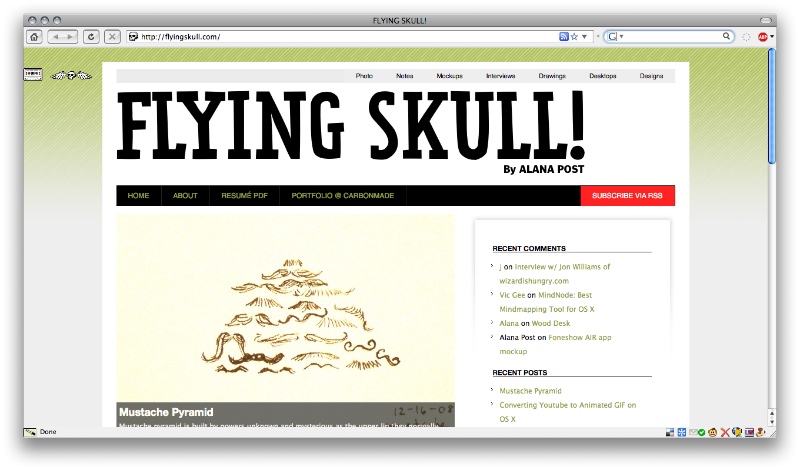 FLYING SKULL!
http://flyingskull.com/
G
ABP
Photo Notes Mockups Interviews Drawings Desktops Designs
FLYING SKULL!
By ALANA POST
HOME ABOUT RESUMÉ PDF PORTFOLIO @ CARBONMADE SUBSCRIBE VIA RSS
RECENT COMMENTS
j on Interview w/ Jon Williams of
wizardishungry.com
Vic Gee on MindNode: Best
Mindmapping Tool for OS X
Alana on Wood Desk
Alana Post on Foneshow AIR app
mockup
RECENT POSTS
Mustache Pyramid
Converting Youtube to Animated GIF on
OS X
12-16-08
Mustache Pyramid
Mustache pyramid is built by powers unknown and mysterious as the upper lip they normally
Done